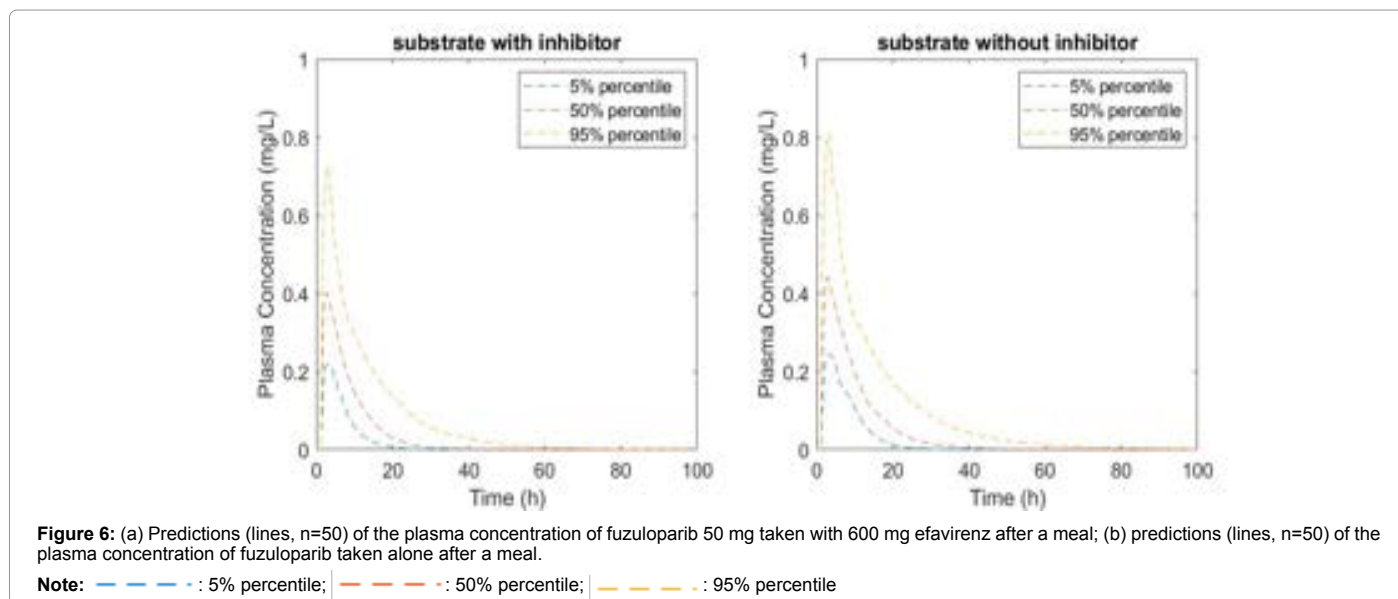 substrate with inhibitor
1
0.8
0.6
0.4
0.2
0
Plasma Concentration (mg/L)
5% percentile
50% percentile
95% percentile
0 20 40 60 80 100
Time (h)
substrate without inhibitor
1
0.8
0.6
0.4
0.2
0
Plasma Concentration (mg/L)
5% percentile
50% percentile
95% percentile
0 20 40 60 80 100
Time (h)
Figure 6: (a) Predictions (lines, n=50) of the plasma concentration of fuzuloparib 50 mg taken with 600 mg efavirenz after a meal; (b) predictions (lines, n=50) of the
plasma concentration of fuzuloparib taken alone after a meal.
Note: : 5% percentile; : 50% percentile; : 95% percentile